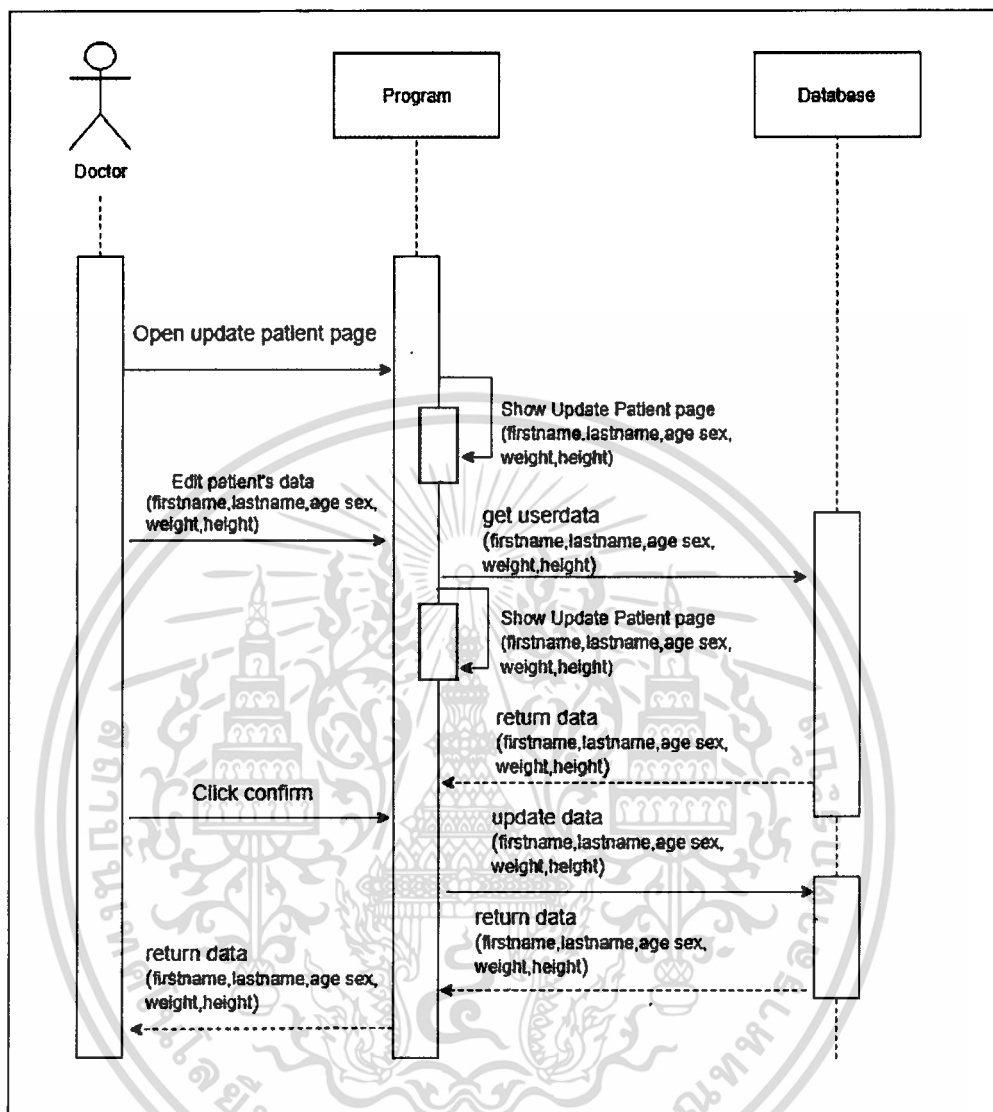 Program
Database
Doctor
Open update patient page
Show Update Patient page
(firstname,lastname,age sex,
weight,height)
Edit patient's data
(firstname,lastname,age sex,
weight,height)
get userdata
(firstname,lastname,age sex,
weight,height)
Show Update Patient page
(firstname,lastname,age sex,
weight,height)
return data
(firstname,lastname,age sex,
weight,height)
Click confirm
update data
(firstname,lastname,age sex,
weight,height)
return data
(firstname,lastname,age sex,
weight,height)
return data
(firstname,lastname,age sex,
weight,height)